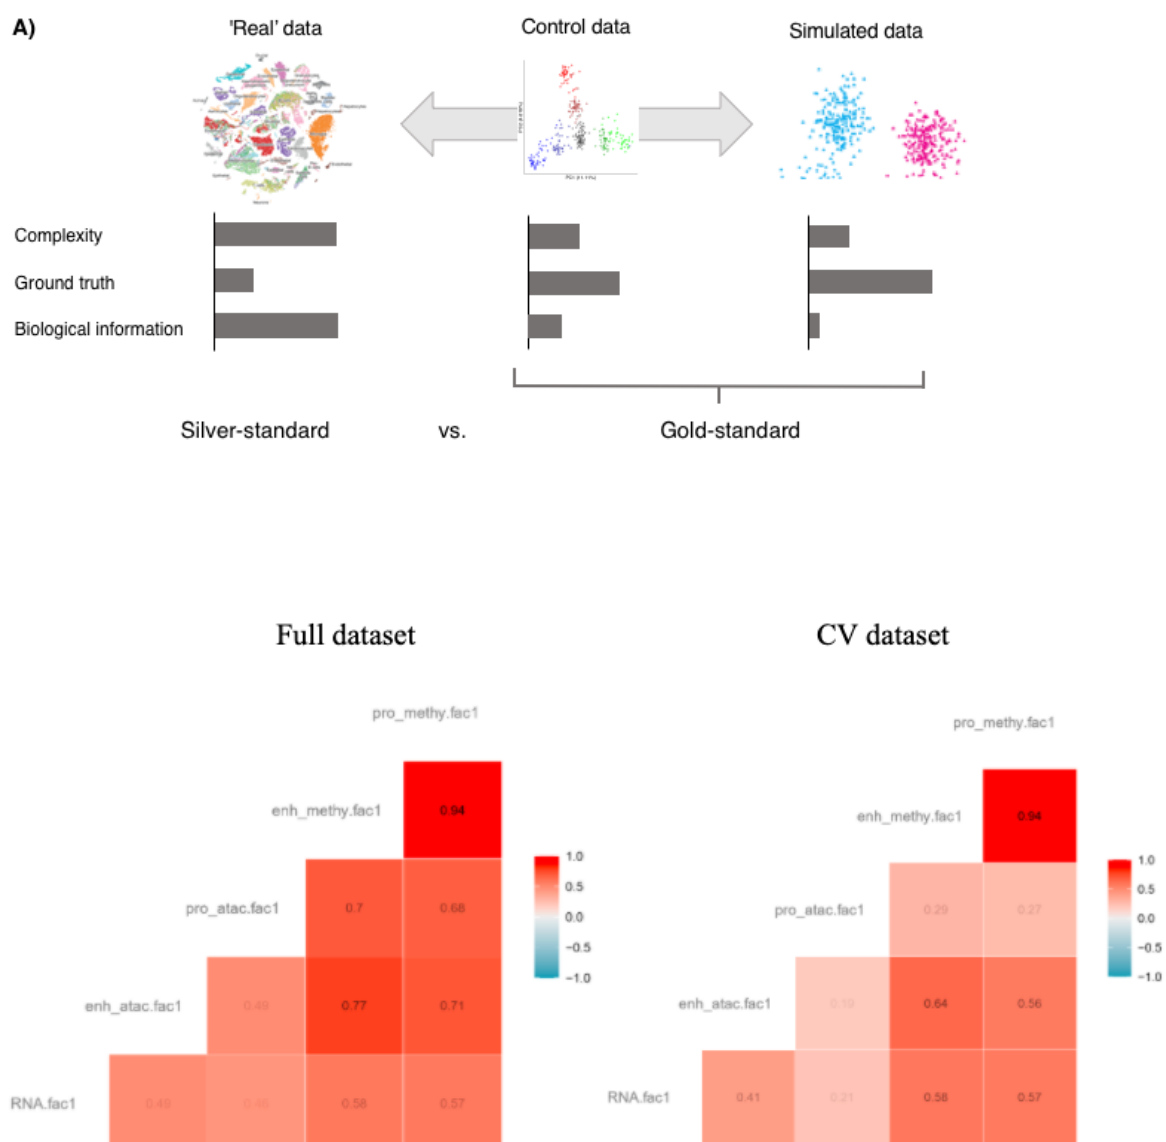 A)
'Real' data
Control data
Simulated data
Complexity
Ground truth
Biological information
Silver-standard
vs.
Gold-standard
Full dataset
CV dataset
pro_methy.fac1
enh_methy.fac1
0.94
pro_atac.fac1
0.7
0.68
enh_atac.fac1
0.49
0.77
0.71
RNA.fac1
0.49
0.46
0.58
0.57
1.0
0.5
0.0
−0.5
−1.0
pro_methy.fac1
enh_methy.fac1
0.94
pro_atac.fac1
0.29
0.27
enh_atac.fac1
0.19
0.64
0.56
RNA.fac1
0.41
0.21
0.58
0.57
1.0
0.5
0.0
−0.5
−1.0